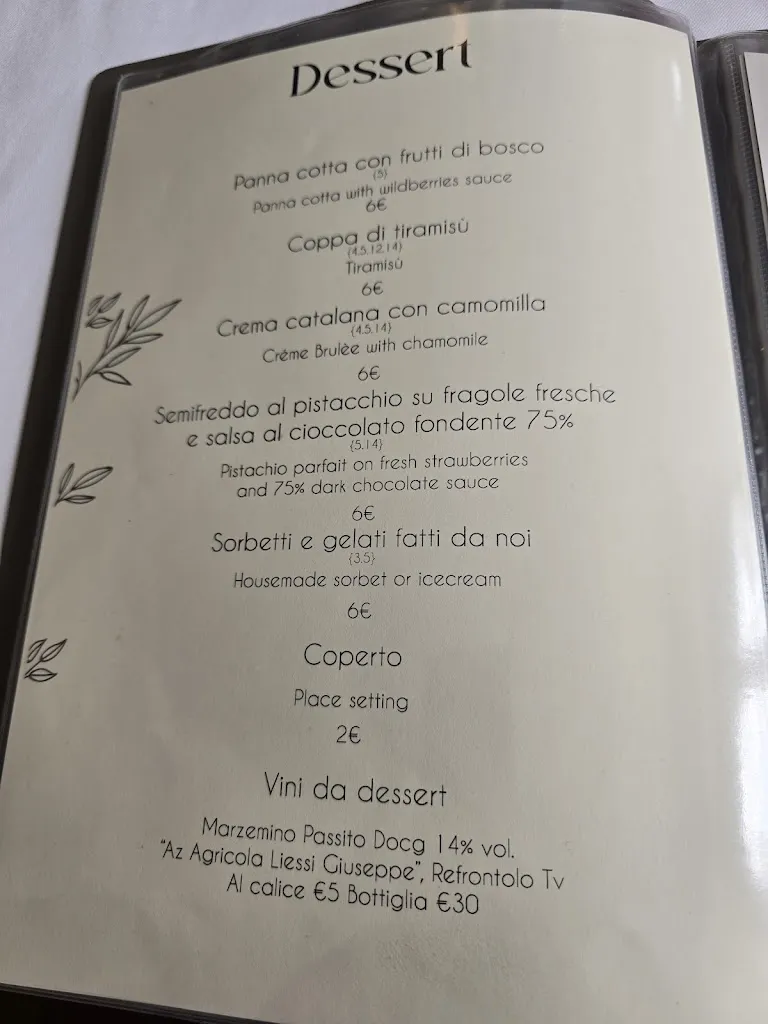 Dessert
Panna cotta con frutti di bosco
(5)
Panna cotta with wildberries sauce
6€
Coppa di tiramisù
(4.5.12.14)
Tiramisù
6€
Crema catalana con camomilla
(4.5.14)
Crème Brulèe with chamomile
6€
Semifreddo al pistacchio su fragole fresche
e salsa al cioccolato fondente 75%
(5.14)
Pistachio parfait on fresh strawberries
and 75% dark chocolate sauce
6€
Sorbetti e gelati fatti da noi
(3.5)
Housemade sorbet or icecream
6€
Coperto
Place setting
2€
Vini da dessert
Marzemino Passito Docg 14% vol.
"Az Agricola Liessi Giuseppe", Refrontolo Tv
Al calice €5 Bottiglia €30